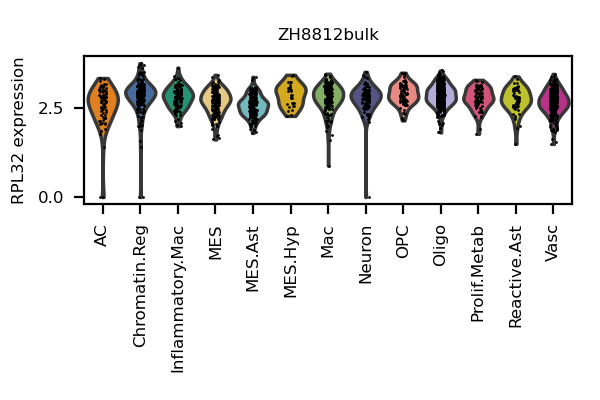 ZH8812bulk
RPL32 expression
2.5
0.0
AC
Chromatin.Reg
Inflammatory.Mac
MES
MES.Ast
MES.Hyp
Mac
Neuron
OPC
Oligo
Prolif.Metab
Reactive.Ast
Vasc